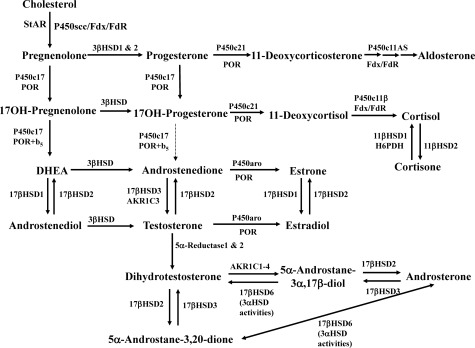 Cholesterol
StAR P450scc/Fdx/FdR
Pregnenolone 3βHSD1 & 2 Progesterone P450c21 11-Deoxycorticosterone P450c11AS Aldosterone
POR Fdx/FdR
P450c17 P450c17
POR POR
17OH-Pregnenolone 3βHSD 17OH-Progesterone P450c21 11-Deoxycortisol P450c11β Cortisol
POR Fdx/FdR
P450c17 P450c17 11βHSD1 11βHSD2
POR+b5 POR+b5 H6PDH
Cortisone
DHEA 3βHSD Androstenedione P450aro Estrone
POR
17βHSD1 17βHSD2 17βHSD3 17βHSD2 17βHSD1 17βHSD2
AKR1C3
Androstenediol 3βHSD Testosterone P450aro Estradiol
POR
5α-Reductase1 & 2
Dihydrotestosterone AKR1C1-4 5α-Androstane- 17βHSD2 Androsterone
17βHSD6 3α,17β-diol 17βHSD3
(3αHSD
activities)
17βHSD2 17βHSD3
17βHSD6
(3αHSD
activities)
5α-Androstane-3,20-dione